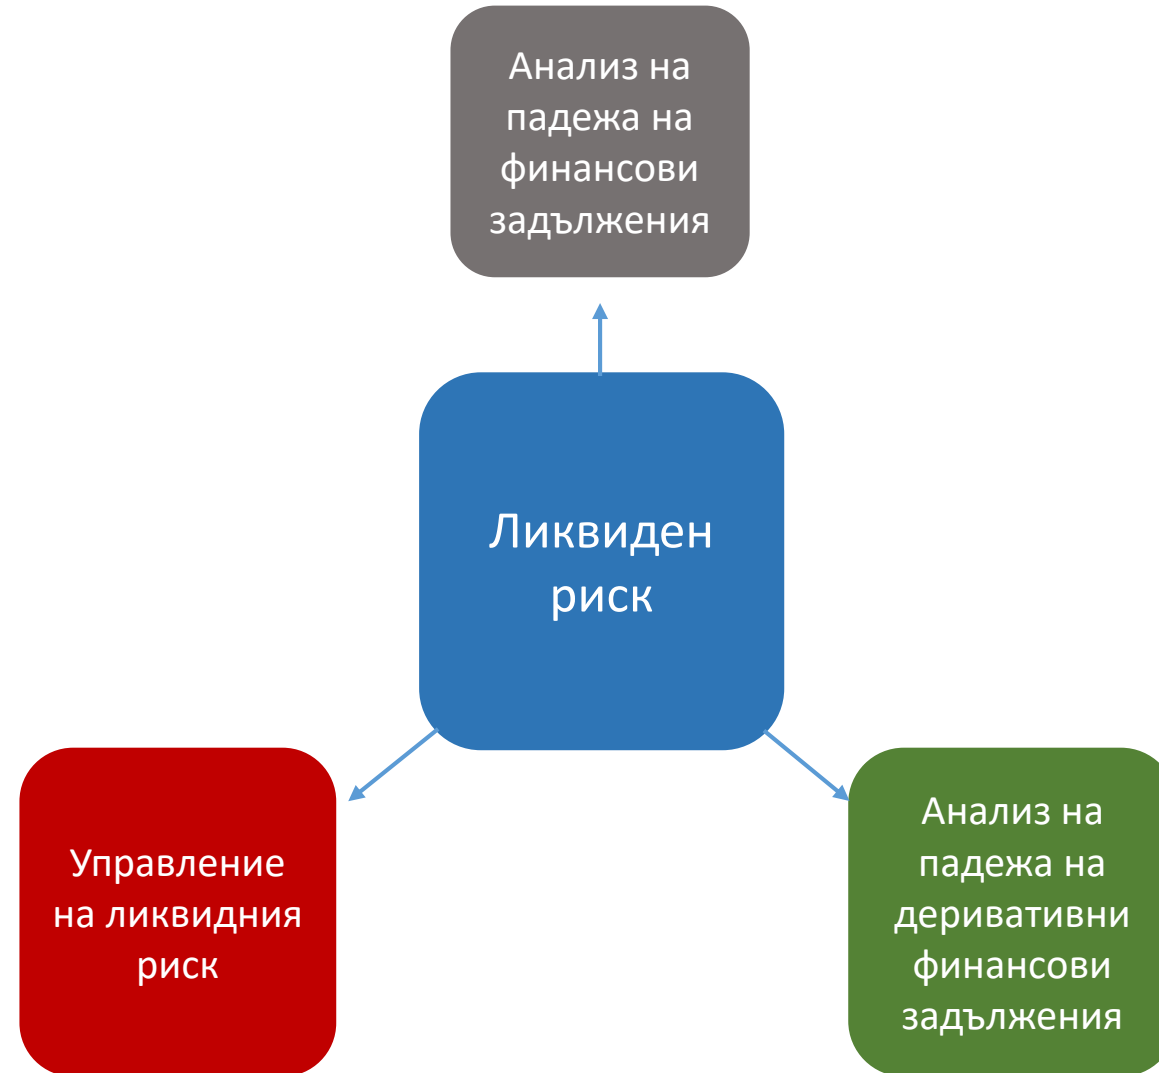 Анализ на
падежа на
финансови
задължения
Ликвиден
риск
Управление
на ликвидния
риск
Анализ на
падежа на
деривативни
финансови
задължения